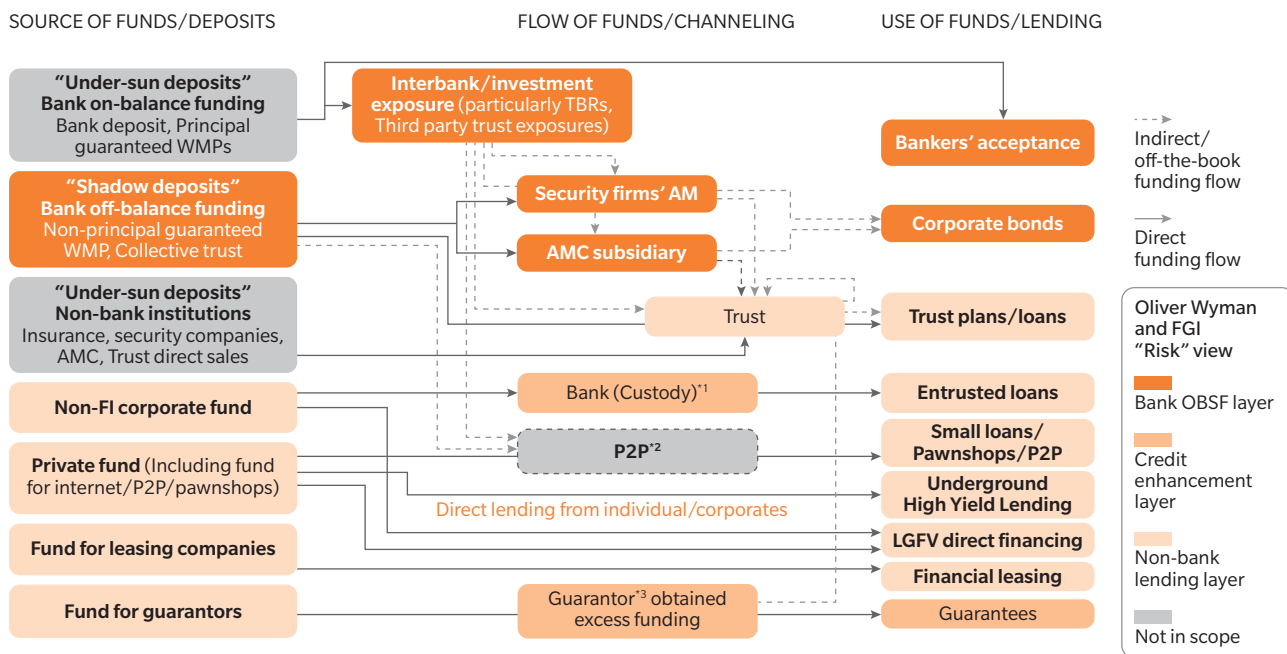 SOURCE OF FUNDS/DEPOSITS
FLOW OF FUNDS/CHANNELING
USE OF FUNDS/LENDING
"Under-sun deposits"
Bank on-balance funding
Bank deposit, Principal
guaranteed WMPs
"Shadow deposits"
Bank off-balance funding
Non-principal guaranteed
WMP, Collective trust
"Under-sun deposits"
Non-bank institutions
Insurance, security companies,
AMC, Trust direct sales
Non-FI corporate fund
Private fund (Including fund
for internet/P2P/pawnshops)
Fund for leasing companies
Fund for guarantors
Interbank/investment
exposure (particularly TBRs,
Third party trust exposures)
Security firms' AM
AMC subsidiary
Trust
Bank (Custody)*1
P2P*2
Direct lending from individual/corporates
Guarantor*3 obtained
excess funding
Bankers' acceptance
Corporate bonds
Trust plans/loans
Entrusted loans
Small loans/
Pawnshops/P2P
Underground
High Yield Lending
LGFV direct financing
Financial leasing
Guarantees
Indirect/
off-the-book
funding flow
Direct
funding flow
Oliver Wyman
and FGI
"Risk" view
Bank OBSF layer
Credit
enhancement
layer
Non-bank
lending layer
Not in scope